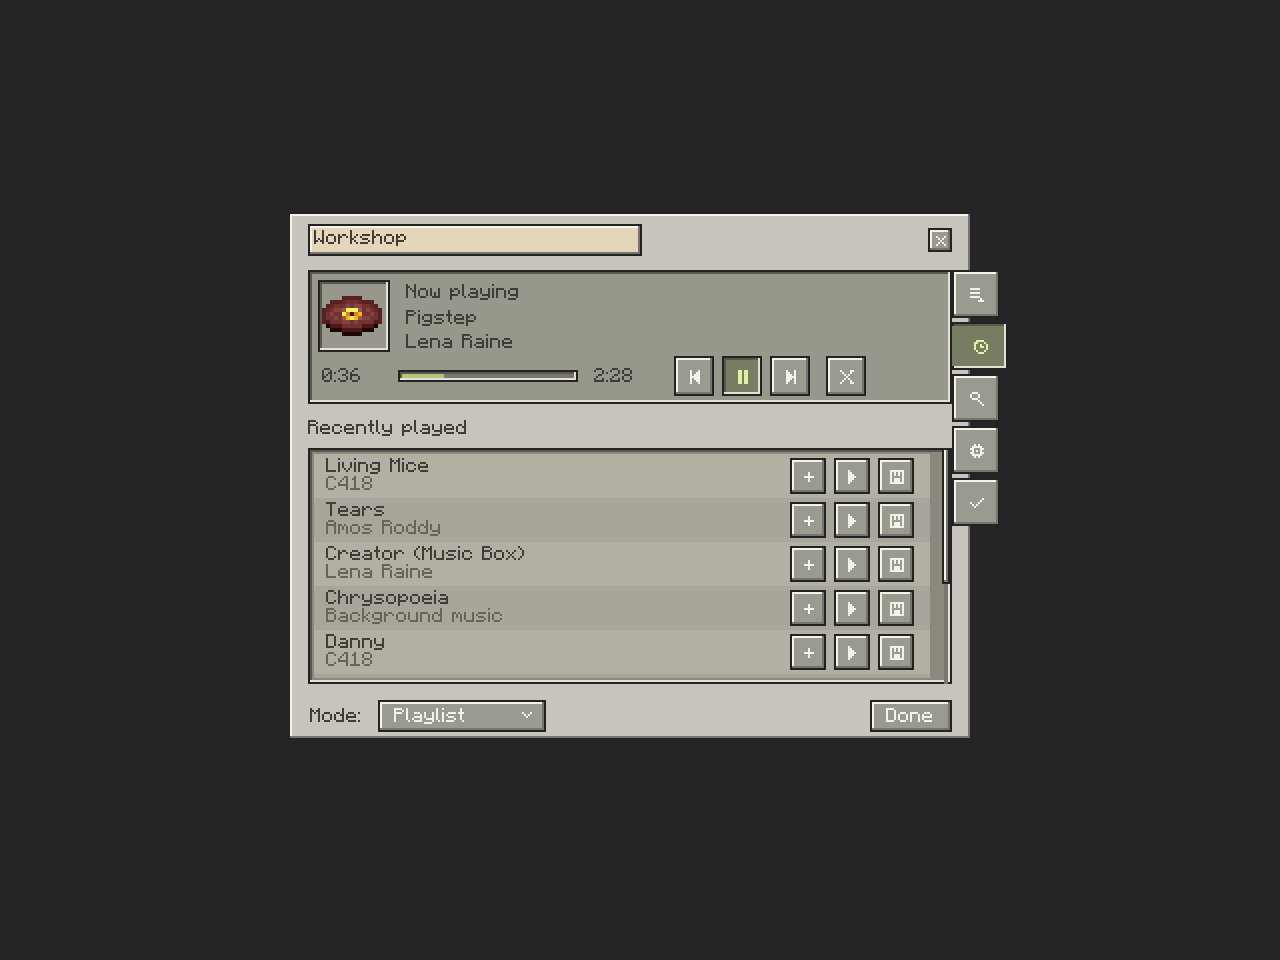 Workshop
Now playing
Pigstep
Lena Raine
0:36
2:28
Recently played
Living Mice
C418
Tears
Amos Roddy
Creator (Music Box)
Lena Raine
Chrysopoeia
Background music
Danny
C418
Mode:
Playlist
Done